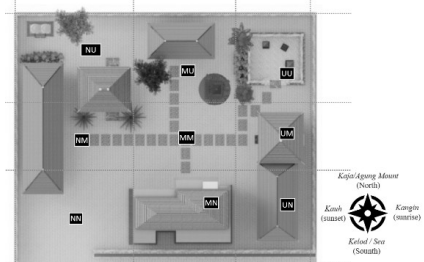 NU
MU
UU
NM
MM
UM
NN
MN
UN
Kaja/Agung Mount
(North)
Kauh
(sunset)
Kangin
(sunrise)
Kelod / Sea
(Sounth)